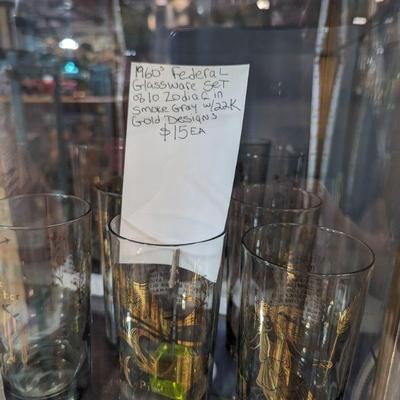 1960's Federal
Glassware Set
of 10 Zodiac in
Smoke Gray w/22K
Gold Designs
$15 EA